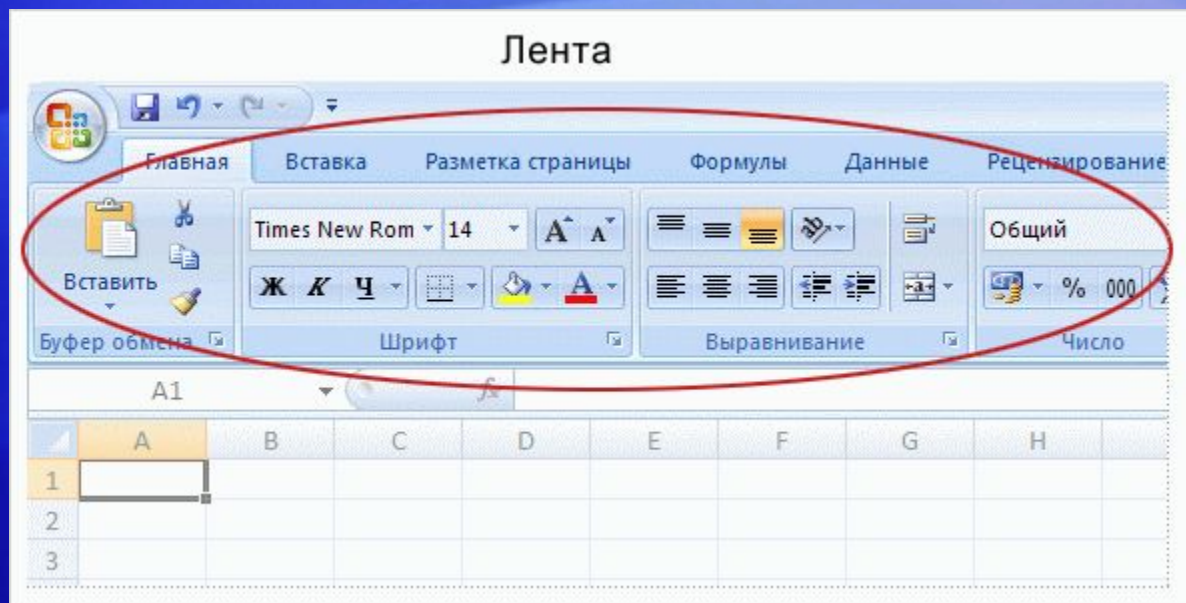 Лента
Главная Вставка Разметка страницы Формулы Данные Рецензирование
Times New Rom 14 Общий
Вставить Ж К Ч % 000
Буфер обмена Шрифт Выравнивание Число
A1 fx
A B C D E F G H
1
2
3